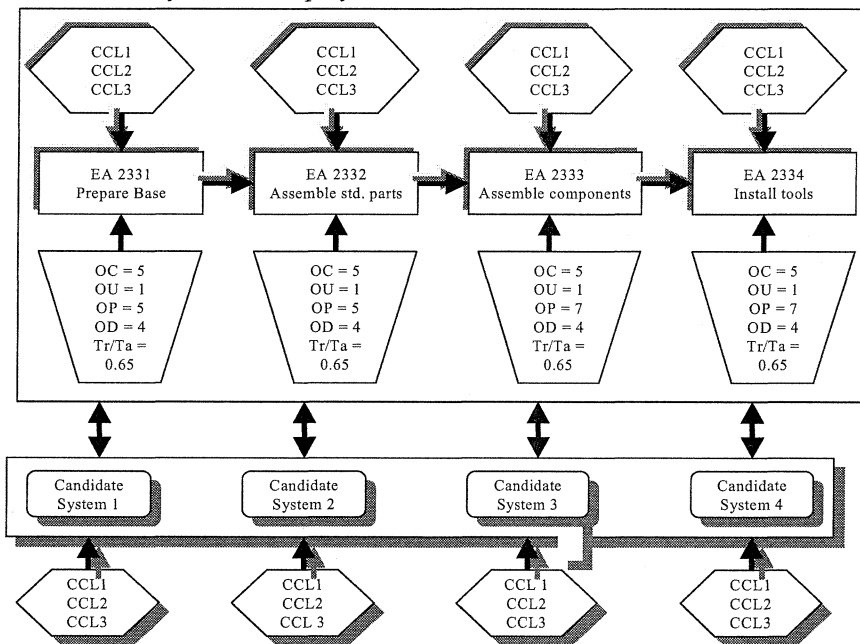 CCL1
CCL2
CCL3
CCL1
CCL2
CCL3
CCL1
CCL2
CCL3
CCL1
CCL2
CCL3
EA 2331
Prepare Base
EA 2332
Assemble std. parts
EA 2333
Assemble components
EA 2334
Install tools
OC = 5
OU = 1
OP = 5
OD = 4
Tr/Ta =
0.65
OC = 5
OU = 1
OP = 5
OD = 4
Tr/Ta =
0.65
OC = 5
OU = 1
OP = 7
OD = 4
Tr/Ta =
0.65
OC = 5
OU = 1
OP = 7
OD = 4
Tr/Ta =
0.65
Candidate
System 1
Candidate
System 2
Candidate
System 3
Candidate
System 4
CCL1
CCL2
CCL3
CCL1
CCL2
CCL 3
CCL 1
CCL2
CCL3
CCL1
CCL2
CCL3